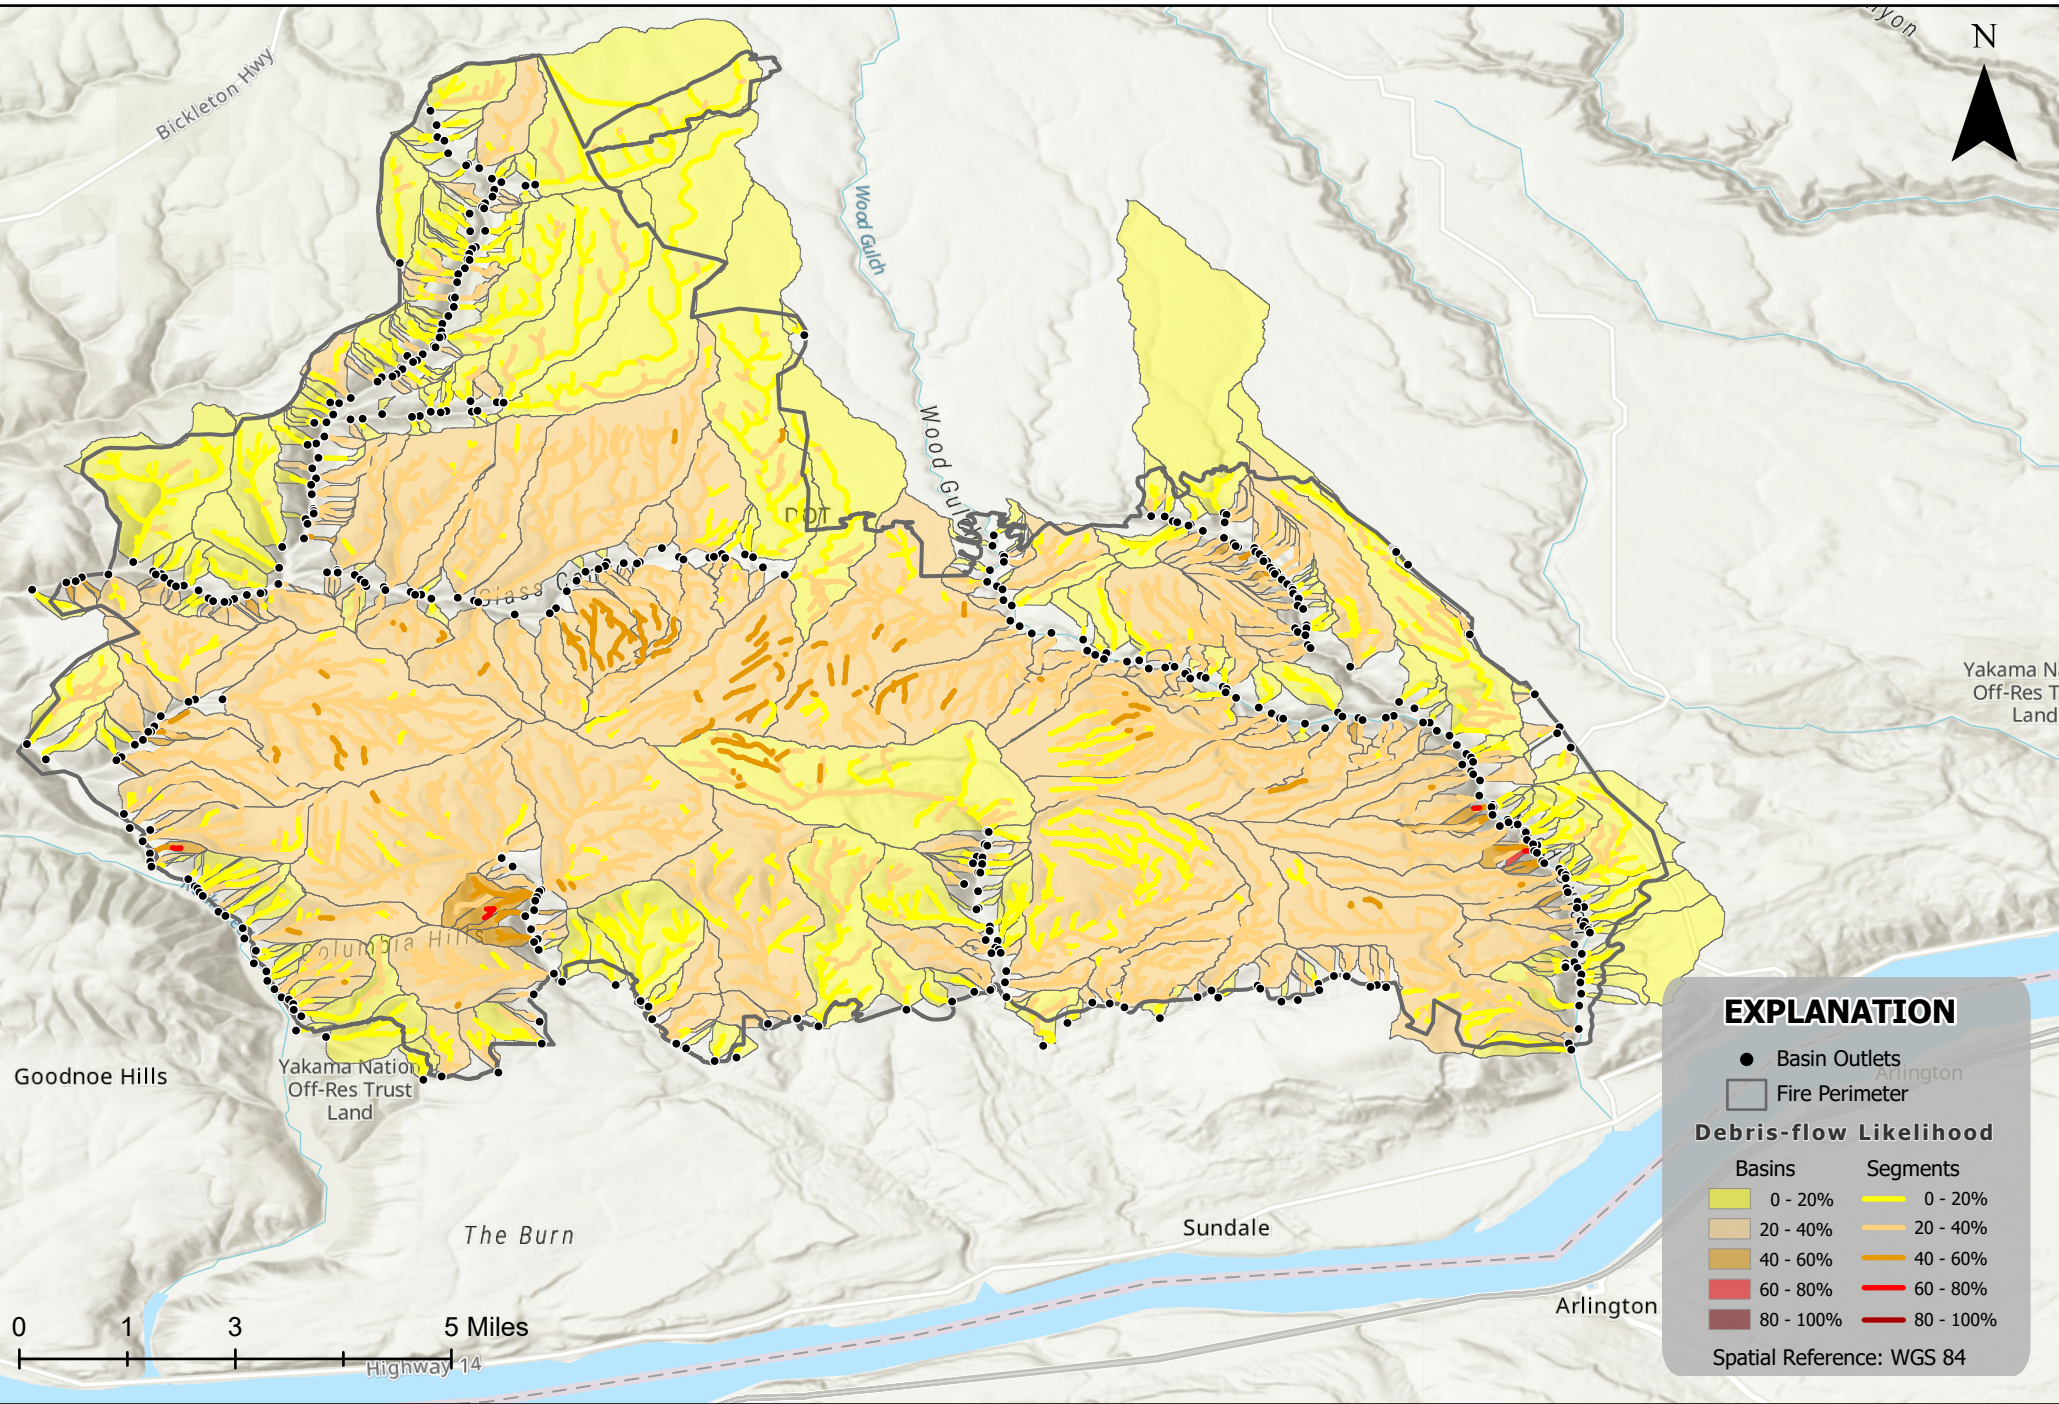 nyon
N
Bickleton Hwy
Wood Gulch
Wood Gulch
DOT
Glass
Yakama N
Off-Res T
Land
Columbia Hills
Goodnoe Hills
Yakama Nation
Off-Res Trust
Land
The Burn
Sundale
Arlington
Highway 14
0 1 3 5 Miles
EXPLANATION
Basin Outlets
Arlington
Fire Perimeter
Debris-flow Likelihood
Basins Segments
0 - 20% 0 - 20%
20 - 40% 20 - 40%
40 - 60% 40 - 60%
60 - 80% 60 - 80%
80 - 100% 80 - 100%
Spatial Reference: WGS 84